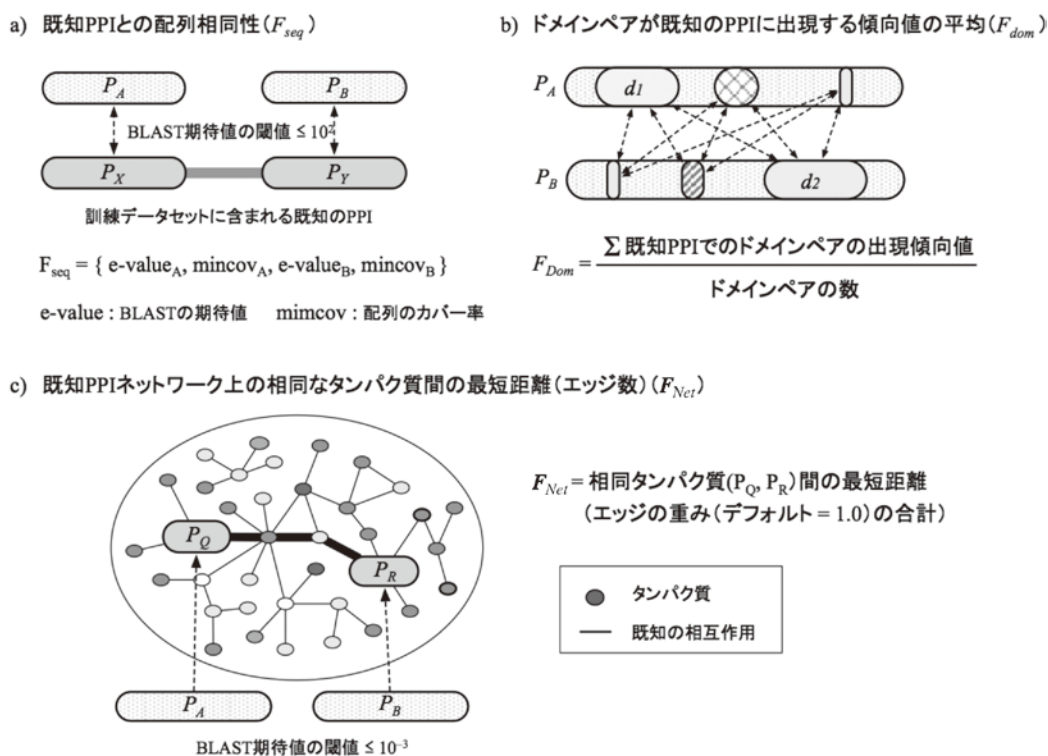 a) 既知PPIとの配列相同性(Fseq)
PA
PB
BLAST期待値の閾値 ≤ 10
PX
PY
訓練データセットに含まれる既知のPPI
Fseq = { e-valueA, mincovA, e-valueB, mincovB }
e-value : BLASTの期待値 mimcov : 配列のカバー率
b) ドメインペアが既知のPPIに出現する傾向値の平均(Fdom)
PA
d1
PB
d2
FDom = Σ 既知PPIでのドメインペアの出現傾向値
ドメインペアの数
c) 既知PPIネットワーク上の相同なタンパク質間の最短距離(エッジ数)(FNet)
PQ
PR
PA
PB
BLAST期待値の閾値 ≤ 10⁻³
FNet = 相同タンパク質(PQ, PR)間の最短距離
(エッジの重み(デフォルト = 1.0)の合計)
タンパク質
既知の相互作用